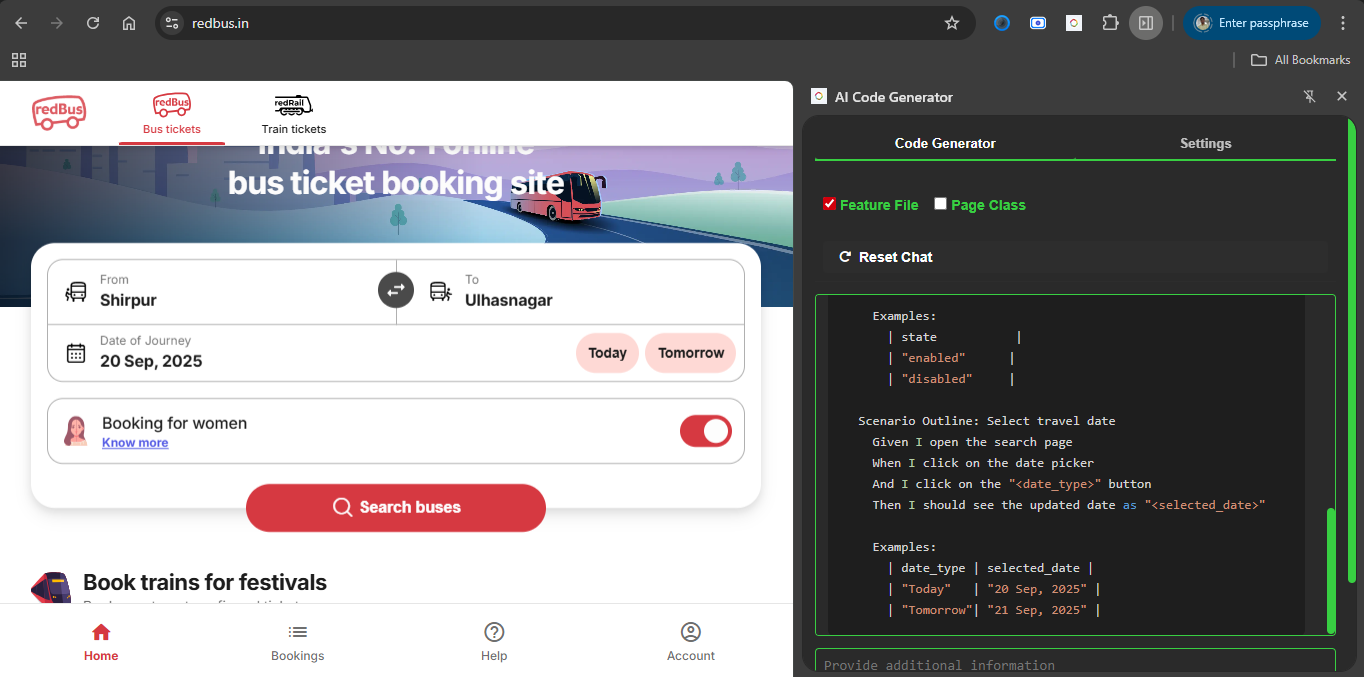 redbus.in
Enter passphrase
All Bookmarks
redBus
redBus
Bus tickets
redRail
Train tickets
India's No. 1 online
bus ticket booking site
From
Shirpur
To
Ulhasnagar
Date of Journey
20 Sep, 2025
Today
Tomorrow
Booking for women
Know more
Search buses
Book trains for festivals
Home
Bookings
Help
Account
AI Code Generator
Code Generator
Settings
Feature File
Page Class
Reset Chat
Examples:
| state |
| "enabled" |
| "disabled" |
Scenario Outline: Select travel date
Given I open the search page
When I click on the date picker
And I click on the "<date_type>" button
Then I should see the updated date as "<selected_date>"
Examples:
| date_type | selected_date |
| "Today" | "20 Sep, 2025" |
| "Tomorrow"| "21 Sep, 2025" |
Provide additional information